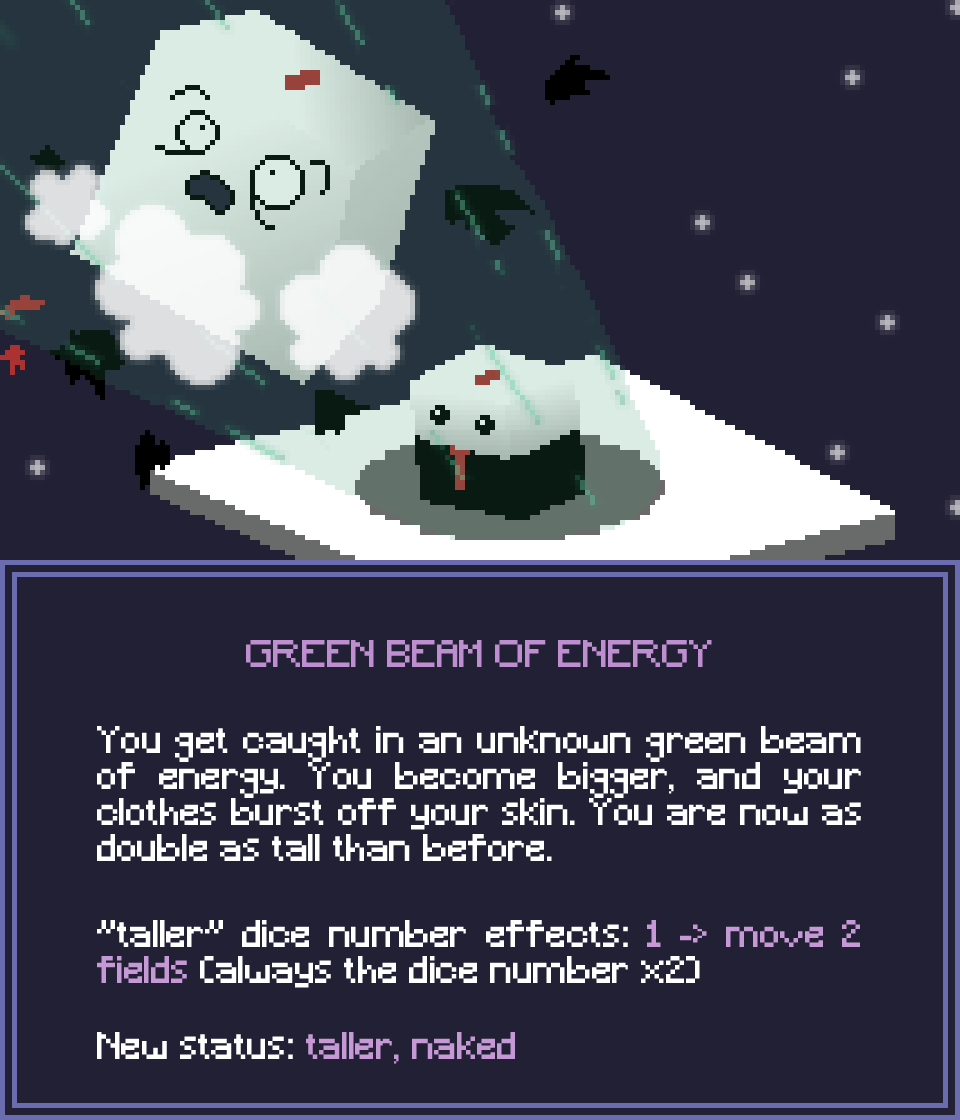 GREEN BEAM OF ENERGY
You get caught in an unknown green beam
of energy. You become bigger, and your
clothes burst off your skin. You are now as
double as tall than before.
"taller" dice number effects: 1 -> move 2
fields (always the dice number x2)
New status: taller, naked